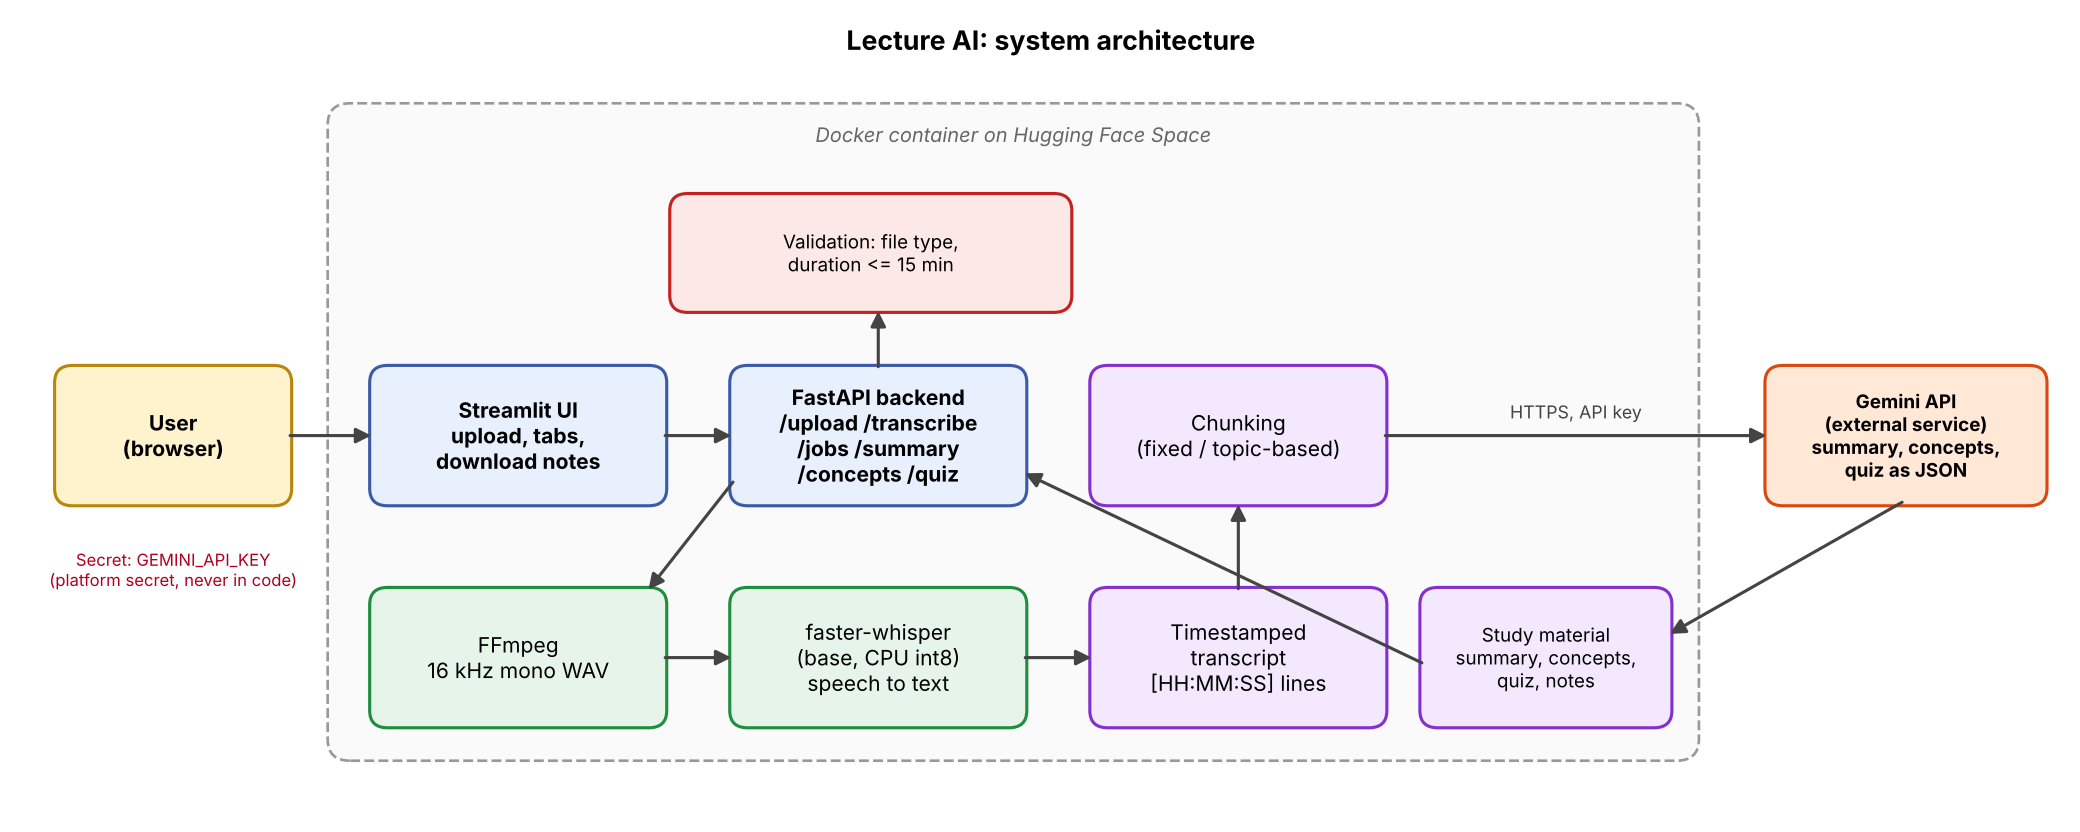 Lecture AI: system architecture
Docker container on Hugging Face Space
Validation: file type,
duration <= 15 min
User
(browser)
Streamlit UI
upload, tabs,
download notes
FastAPI backend
/upload /transcribe
/jobs /summary
/concepts /quiz
Chunking
(fixed / topic-based)
HTTPS, API key
Gemini API
(external service)
summary, concepts,
quiz as JSON
Secret: GEMINI_API_KEY
(platform secret, never in code)
FFmpeg
16 kHz mono WAV
faster-whisper
(base, CPU int8)
speech to text
Timestamped
transcript
[HH:MM:SS] lines
Study material
summary, concepts,
quiz, notes